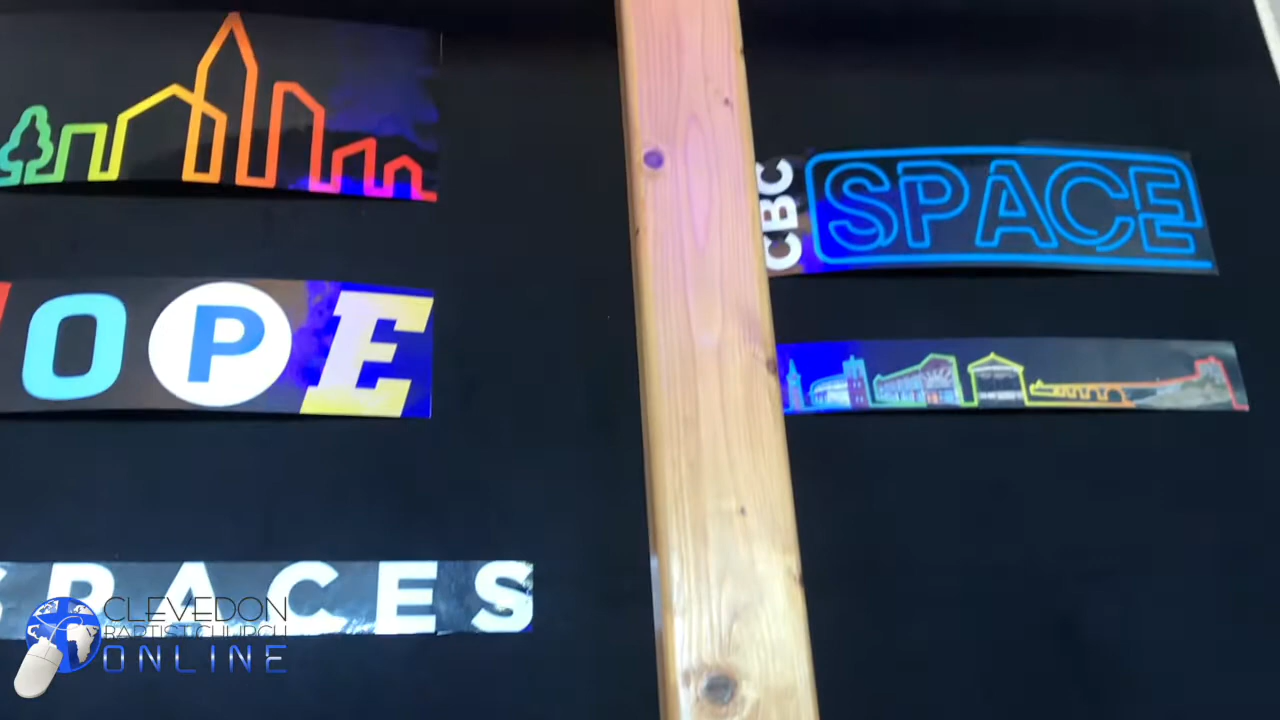 OPE
SPACES
CBC
SPACE
CLEVEDON
BAPTIST CHURCH
ONLINE